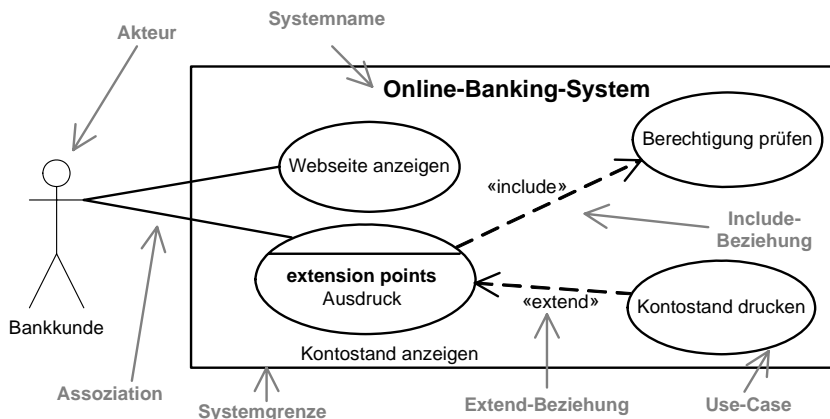 Systemname
Akteur
Online-Banking-System
Berechtigung prüfen
Webseite anzeigen
«include»
Include-
Beziehung
extension points
Ausdruck
«extend»
Kontostand drucken
Bankkunde
Kontostand anzeigen
Assoziation
Systemgrenze
Extend-Beziehung
Use-Case